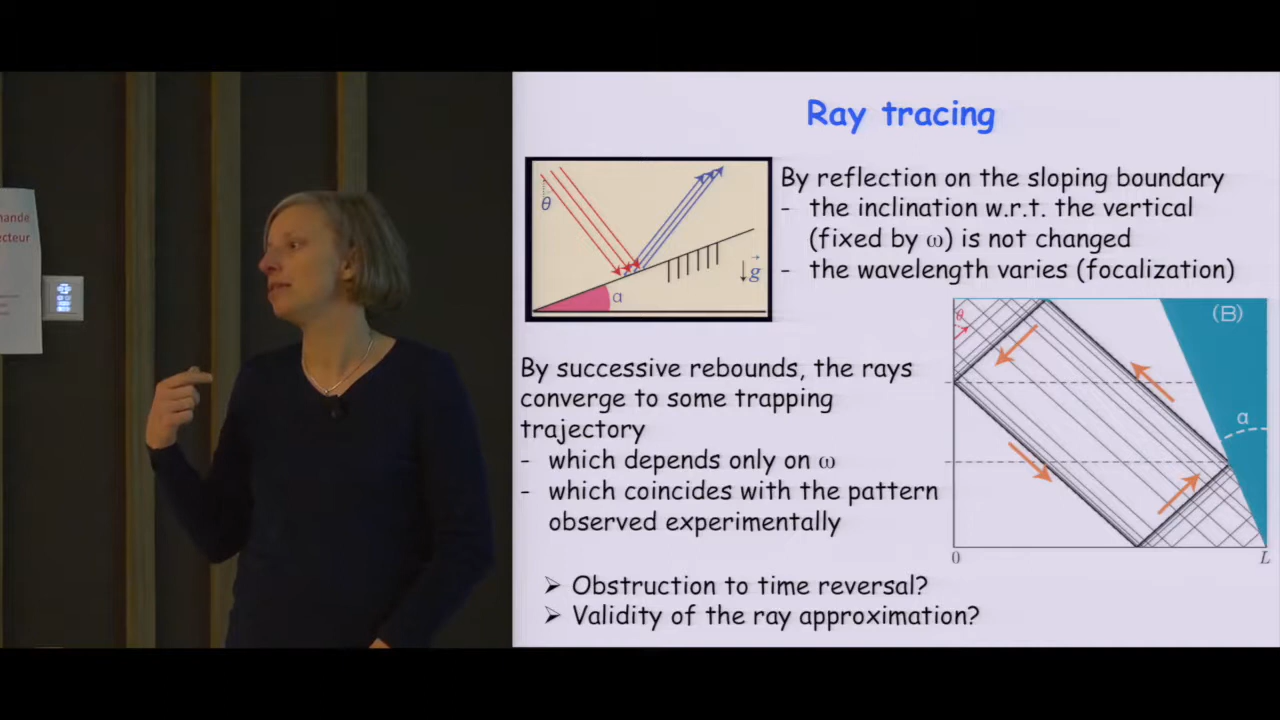 ande
ecteur
Ray tracing
θ
α
g
By reflection on the sloping boundary
- the inclination w.r.t. the vertical
(fixed by ω) is not changed
- the wavelength varies (focalization)
By successive rebounds, the rays
converge to some trapping
trajectory
- which depends only on ω
- which coincides with the pattern
observed experimentally
θ
(B)
α
0
L
➢ Obstruction to time reversal?
➢ Validity of the ray approximation?